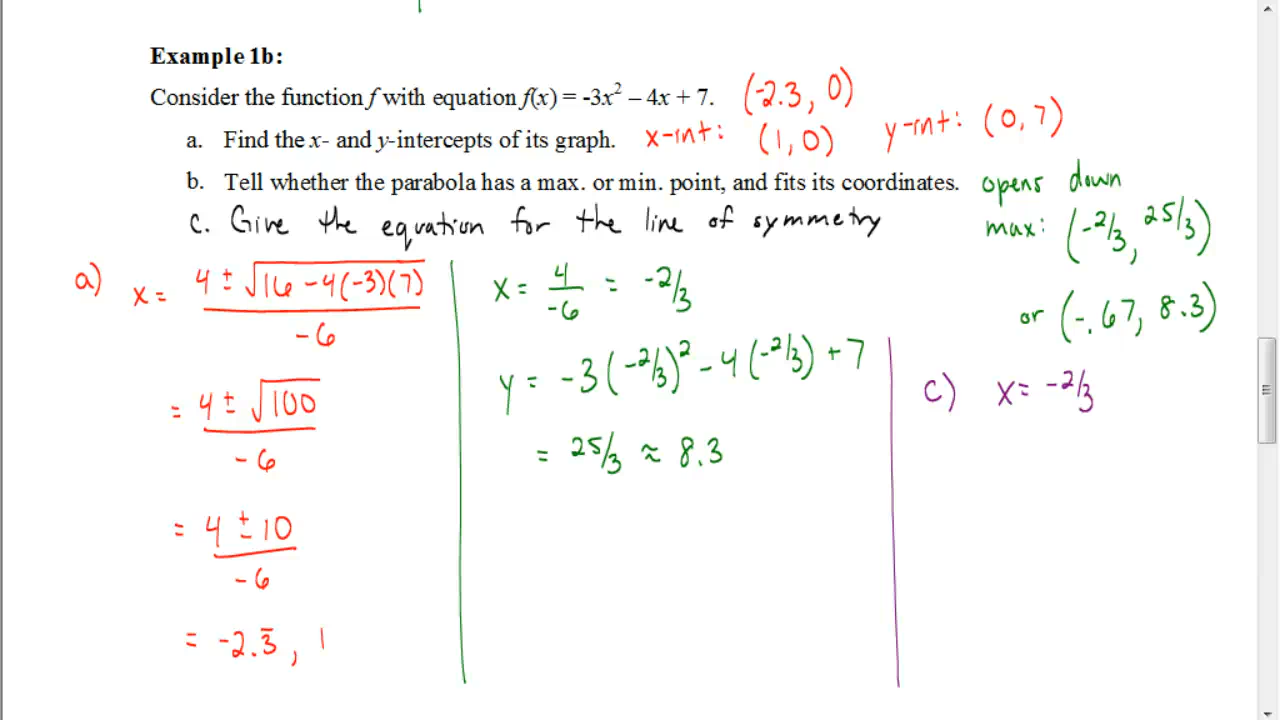 Example 1b:
Consider the function f with equation f(x) = -3x² – 4x + 7. (-2.3, 0)
a. Find the x- and y-intercepts of its graph. x-int: (1, 0) y-int: (0, 7)
b. Tell whether the parabola has a max. or min. point, and fits its coordinates. opens down
max: (-2/3, 25/3)
or (-.67, 8.3)
c. Give the equation for the line of symmetry
a) x = 4 ± √16 - 4(-3)(7) / -6
= 4 ± √100 / -6
= 4 ± 10 / -6
= -2.3̅, 1
x = 4 / -6 = -2/3
y = -3(-2/3)² - 4(-2/3) + 7
= 25/3 ≈ 8.3
c) x = -2/3